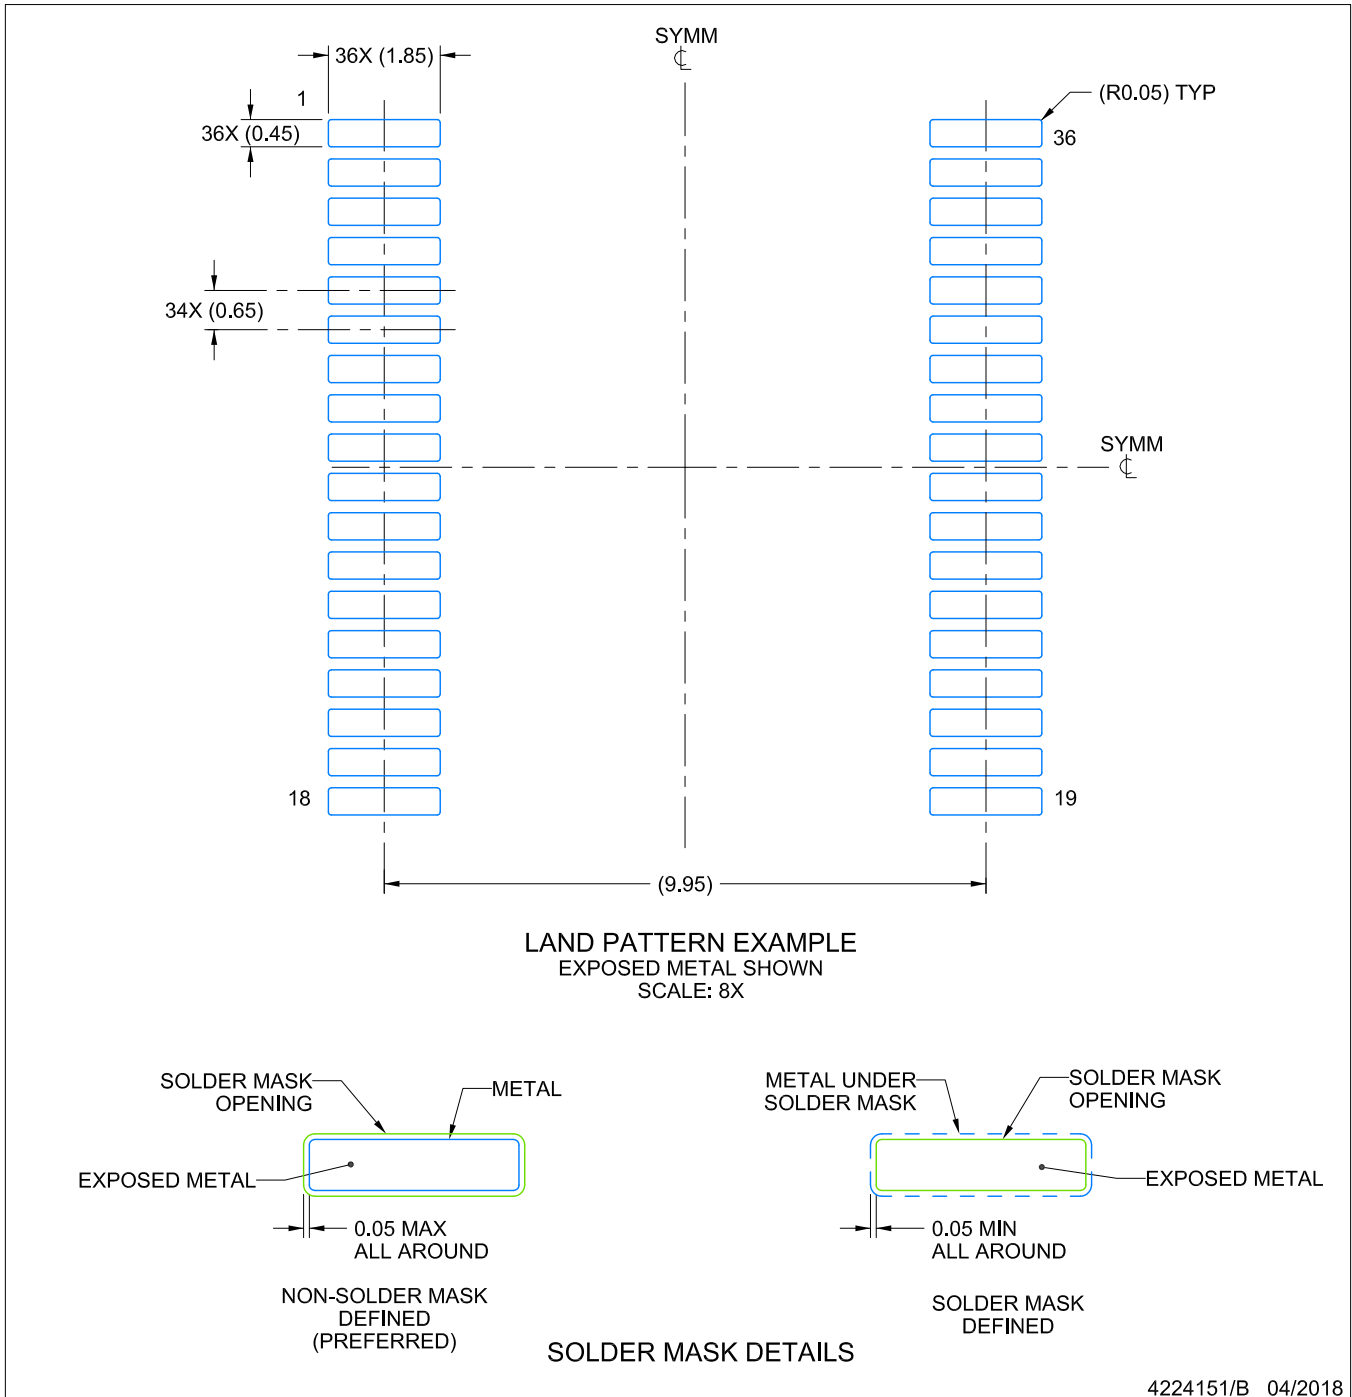 SYMM
℄
36X (1.85)
(R0.05) TYP
1
36X (0.45)
36
34X (0.65)
SYMM
℄
18
19
(9.95)
LAND PATTERN EXAMPLE
EXPOSED METAL SHOWN
SCALE: 8X
SOLDER MASK
OPENING
METAL
EXPOSED METAL
0.05 MAX
ALL AROUND
NON-SOLDER MASK
DEFINED
(PREFERRED)
METAL UNDER
SOLDER MASK
SOLDER MASK
OPENING
EXPOSED METAL
0.05 MIN
ALL AROUND
SOLDER MASK
DEFINED
SOLDER MASK DETAILS
4224151/B 04/2018